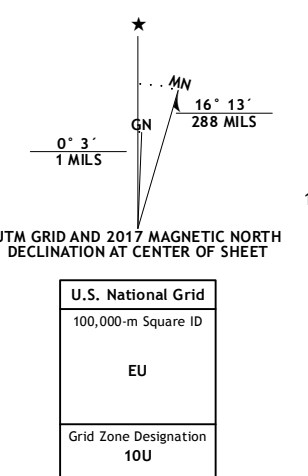 ★
MN
GN
16° 13´
288 MILS
0° 3´
1 MILS
UTM GRID AND 2017 MAGNETIC NORTH
DECLINATION AT CENTER OF SHEET
U.S. National Grid
100,000-m Square ID
EU
Grid Zone Designation
10U